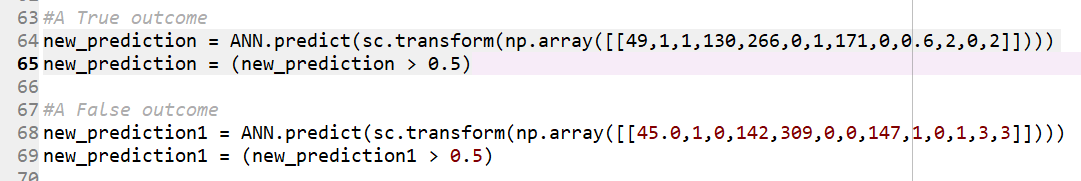 63 #A True outcome
64 new_prediction = ANN.predict(sc.transform(np.array([[49,1,1,130,266,0,1,171,0,0.6,2,0,2]])))
65 new_prediction = (new_prediction > 0.5)
66
67 #A False outcome
68 new_prediction1 = ANN.predict(sc.transform(np.array([[45.0,1,0,142,309,0,0,147,1,0,1,3,3]])))
69 new_prediction1 = (new_prediction1 > 0.5)
70